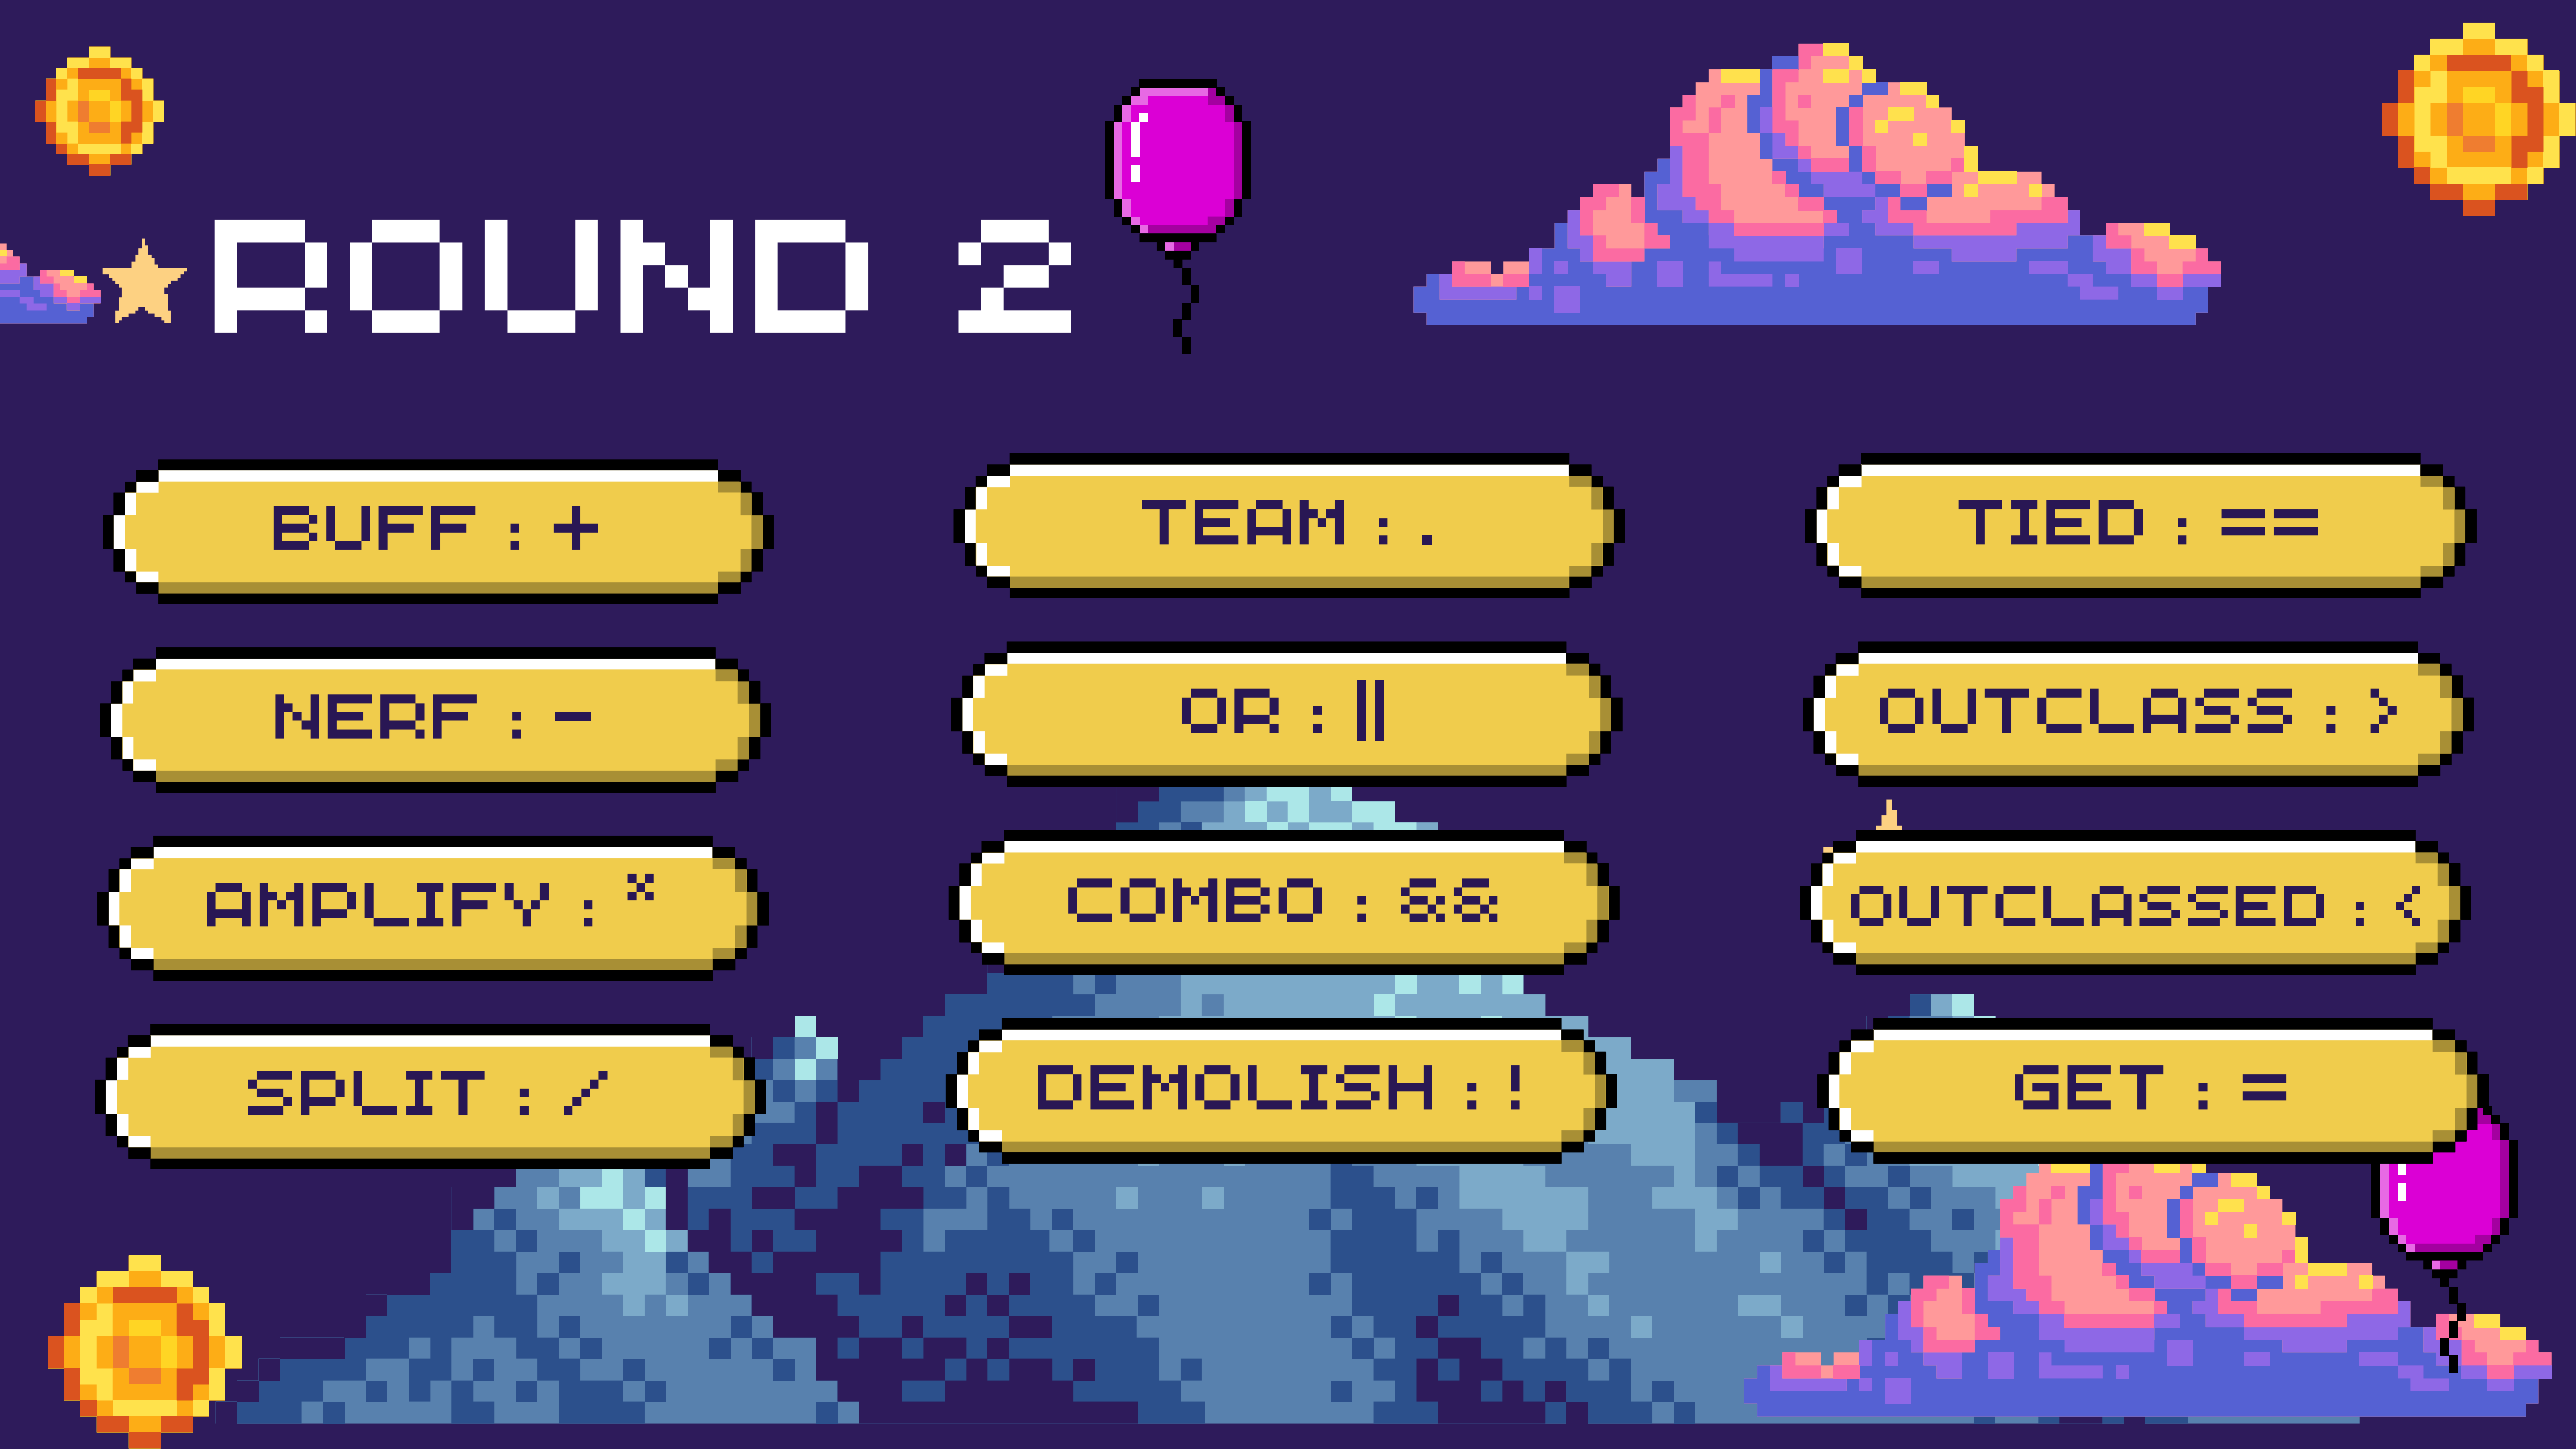 ROUND 2
BUFF : +
TEAM : .
TIED : ==
NERF : -
OR : ||
OUTCLASS : >
AMPLIFY : *
COMBO : &&
OUTCLASSED : <
SPLIT : /
DEMOLISH : !
GET : =